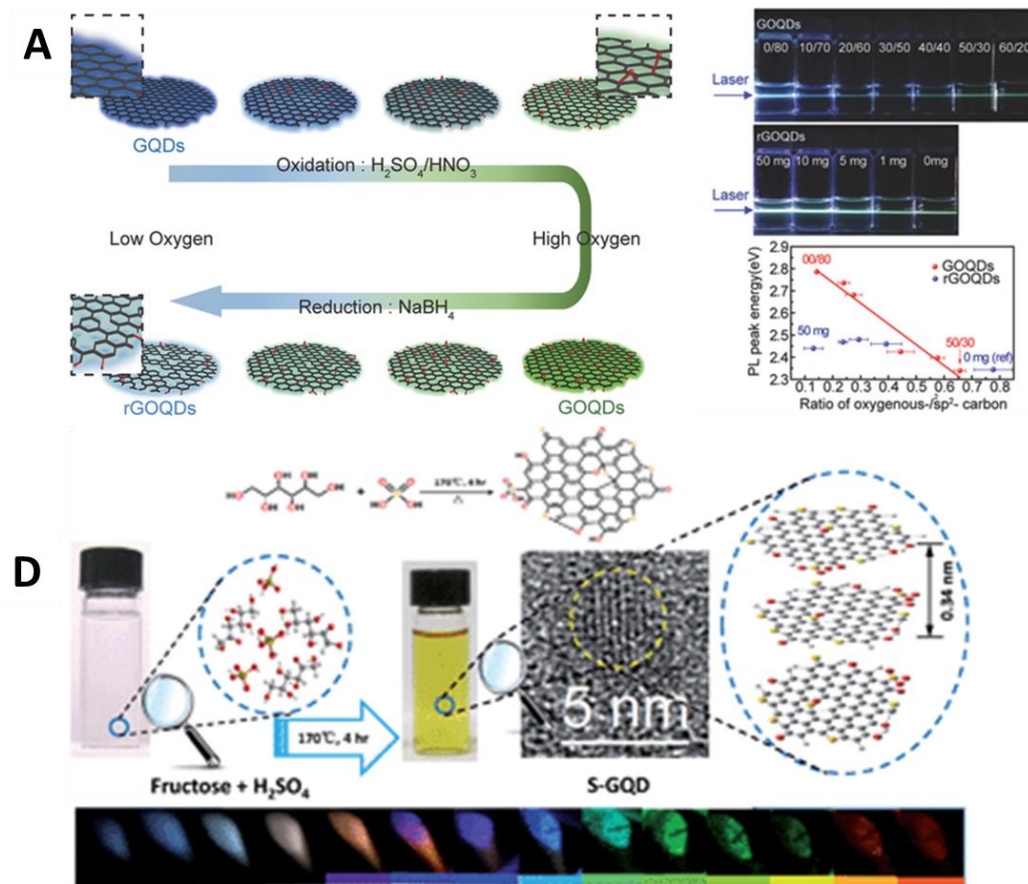 A
GQDs
Oxidation : H₂SO₄/HNO₃
Low Oxygen
High Oxygen
Reduction : NaBH₄
rGOQDs
GOQDs
GOQDs
0/80 10/70 20/60 30/50 40/40 50/30 60/20
Laser
rGOQDs
50 mg 10 mg 5 mg 1 mg 0mg
Laser
PL peak energy(eV)
2.9
2.8
2.7
2.6
2.5
2.4
2.3
00/80
GOQDs
rGOQDs
50 mg
50/30
0 mg (ref)
0.1 0.2 0.3 0.4 0.5 0.6 0.7 0.8
Ratio of oxygenous-/sp²- carbon
+
170℃, 4 hr
D
170℃, 4 hr
Fructose + H₂SO₄
5 nm
S-GQD
0.34 nm